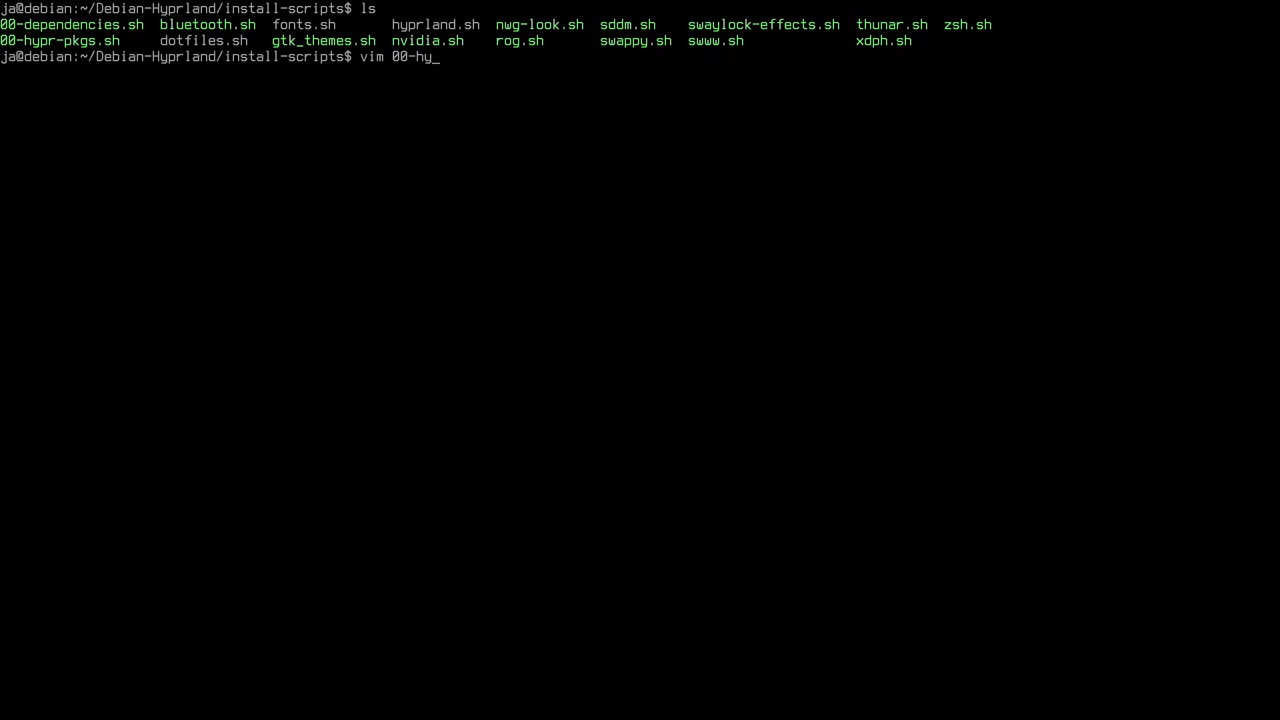 ja@debian:~/Debian-Hyprland/install-scripts$ ls
00-dependencies.sh bluetooth.sh fonts.sh hyprland.sh nwg-look.sh sddm.sh swaylock-effects.sh thunar.sh zsh.sh
00-hypr-pkgs.sh dotfiles.sh gtk_themes.sh nvidia.sh rog.sh swappy.sh swww.sh xdph.sh
ja@debian:~/Debian-Hyprland/install-scripts$ vim 00-hy_